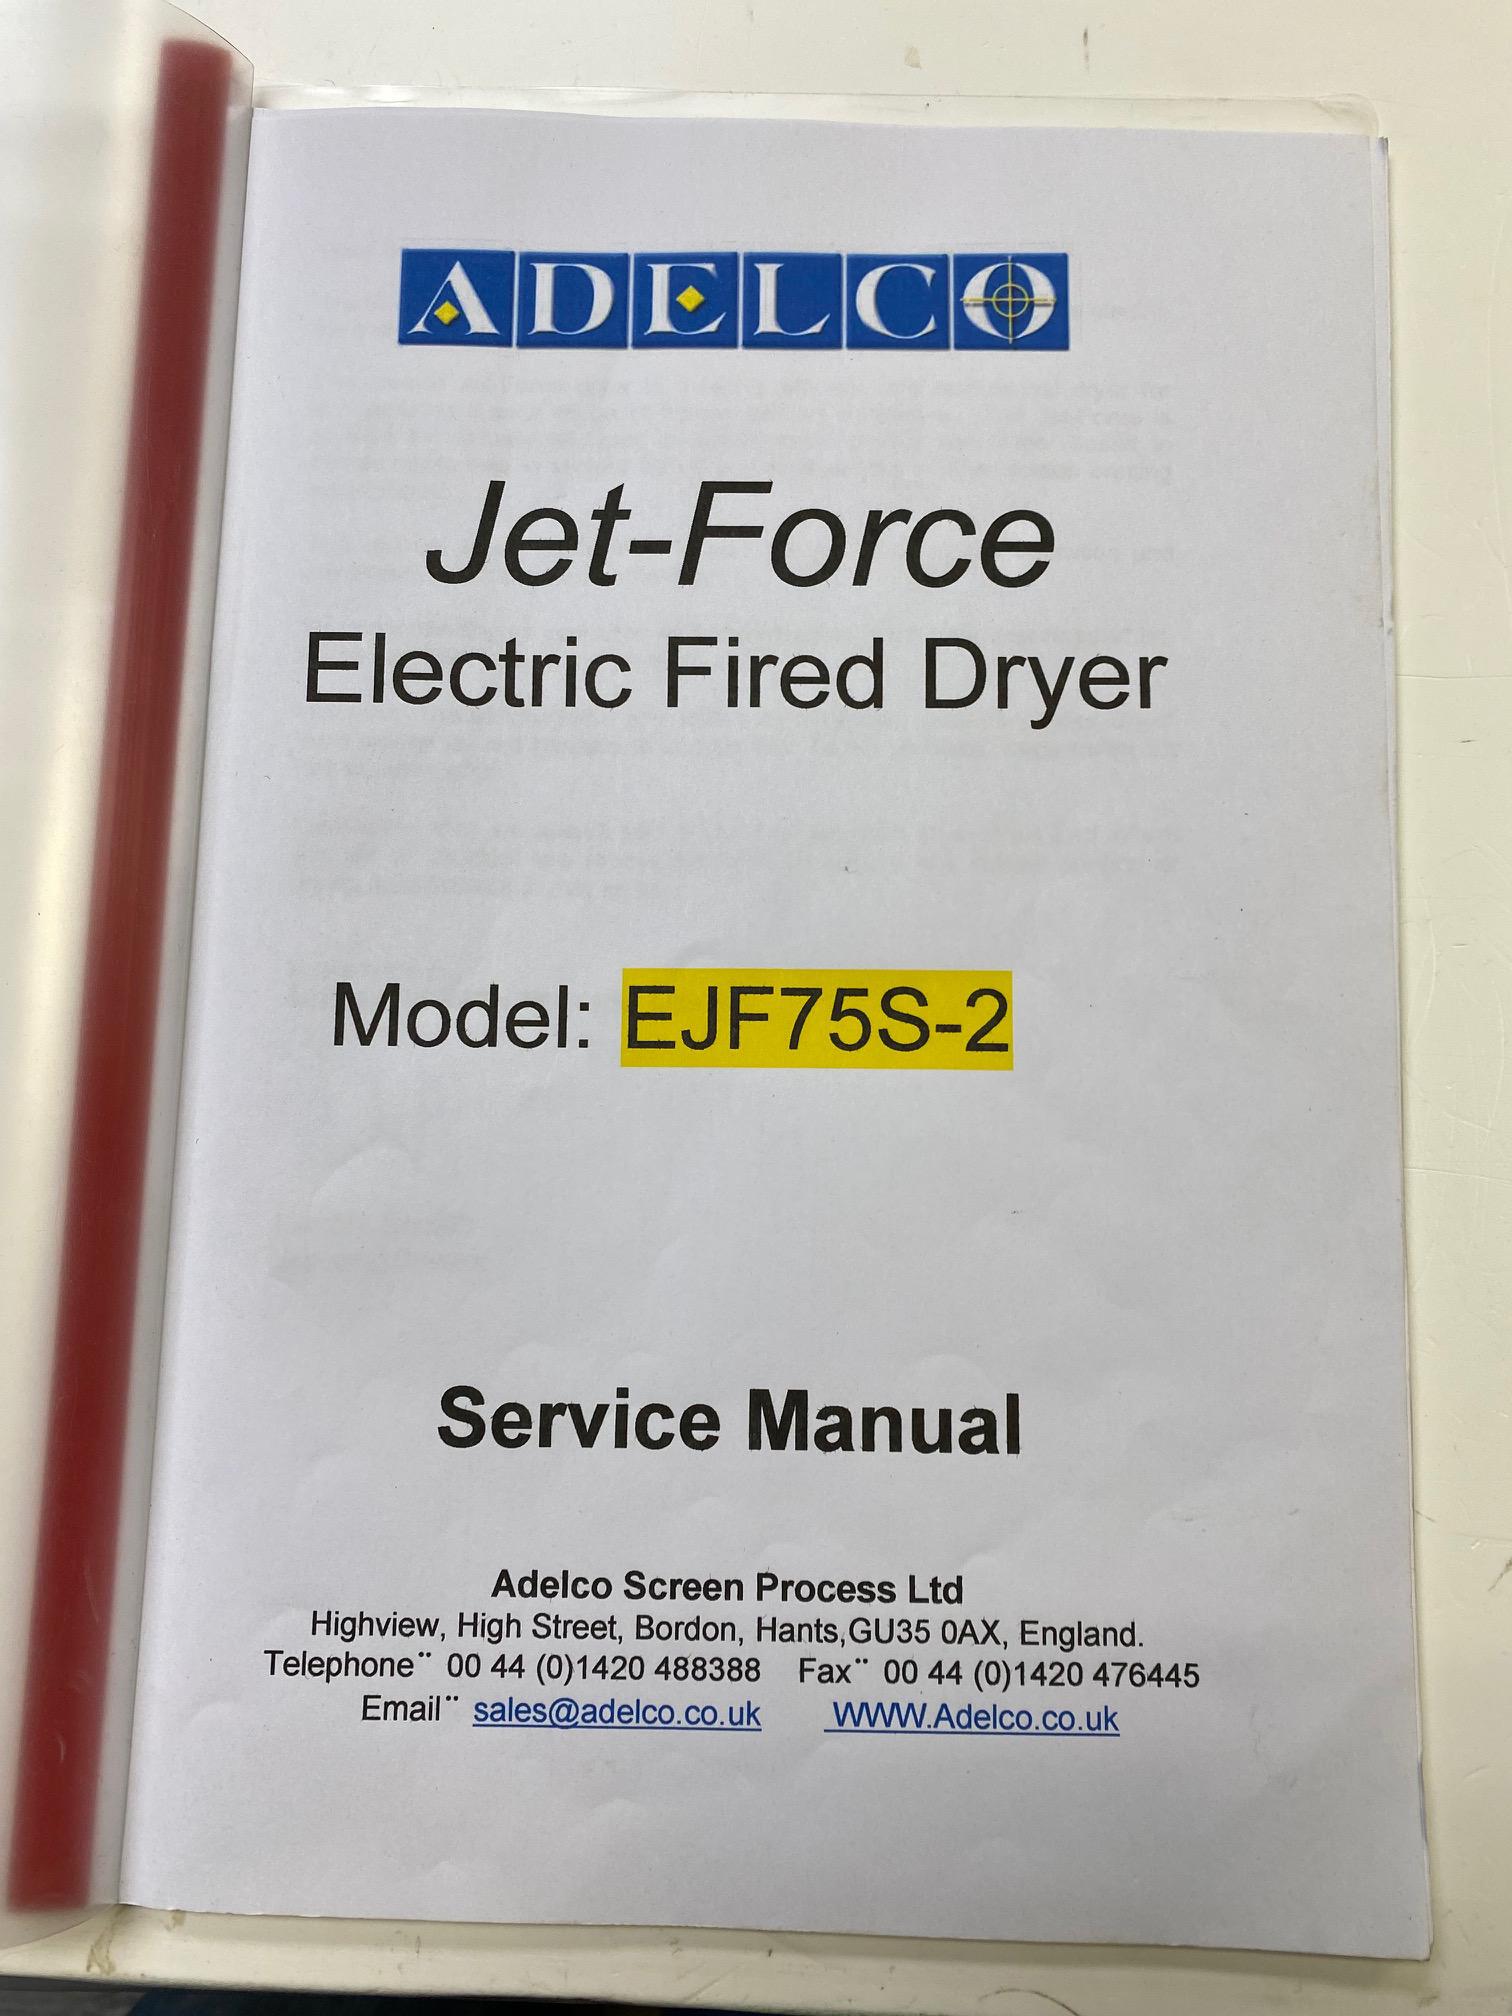 ADELCO
Jet-Force
Electric Fired Dryer
Model: EJF75S-2
Service Manual
Adelco Screen Process Ltd
Highview, High Street, Bordon, Hants,GU35 0AX, England.
Telephone¨ 00 44 (0)1420 488388 Fax¨ 00 44 (0)1420 476445
Email¨ sales@adelco.co.uk WWW.Adelco.co.uk